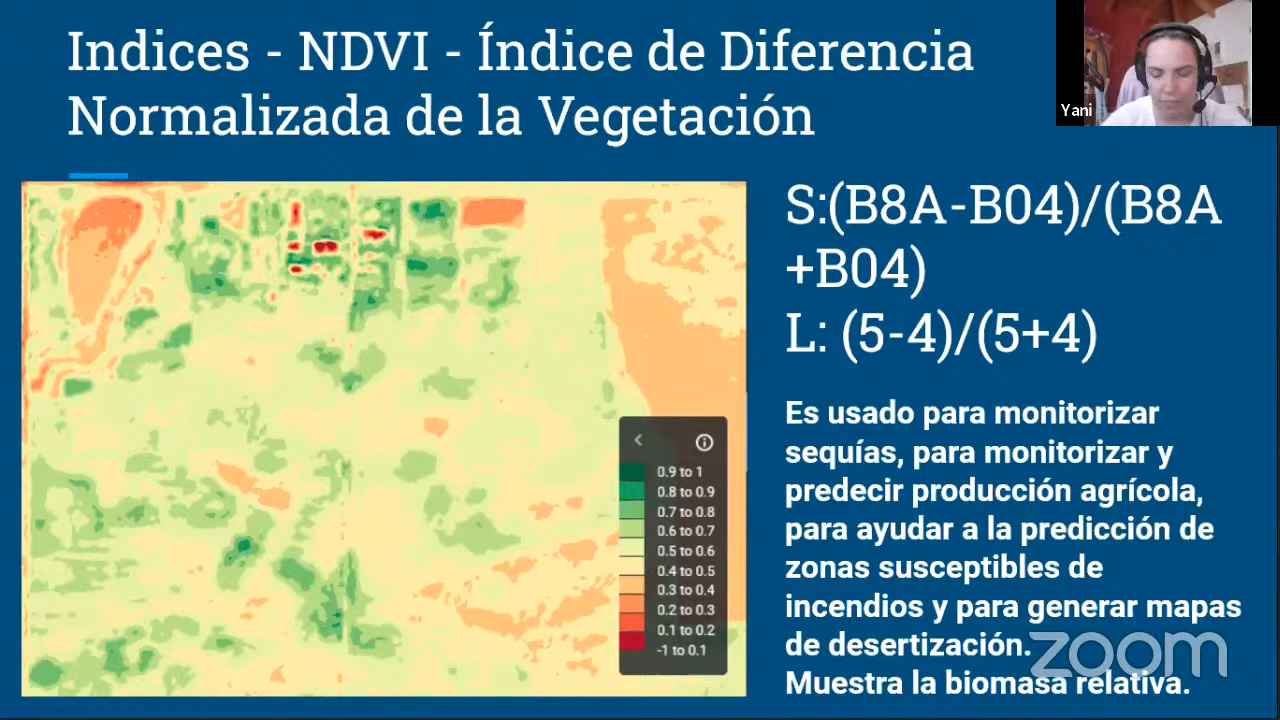 Indices - NDVI - Índice de Diferencia
Normalizada de la Vegetación
Yani
S:(B8A-B04)/(B8A
+B04)
L: (5-4)/(5+4)
Es usado para monitorizar
sequías, para monitorizar y
predecir producción agrícola,
para ayudar a la predicción de
zonas susceptibles de
incendios y para generar mapas
de desertización.
Muestra la biomasa relativa.
0.9 to 1
0.8 to 0.9
0.7 to 0.8
0.6 to 0.7
0.5 to 0.6
0.4 to 0.5
0.3 to 0.4
0.2 to 0.3
0.1 to 0.2
-1 to 0.1
zoom